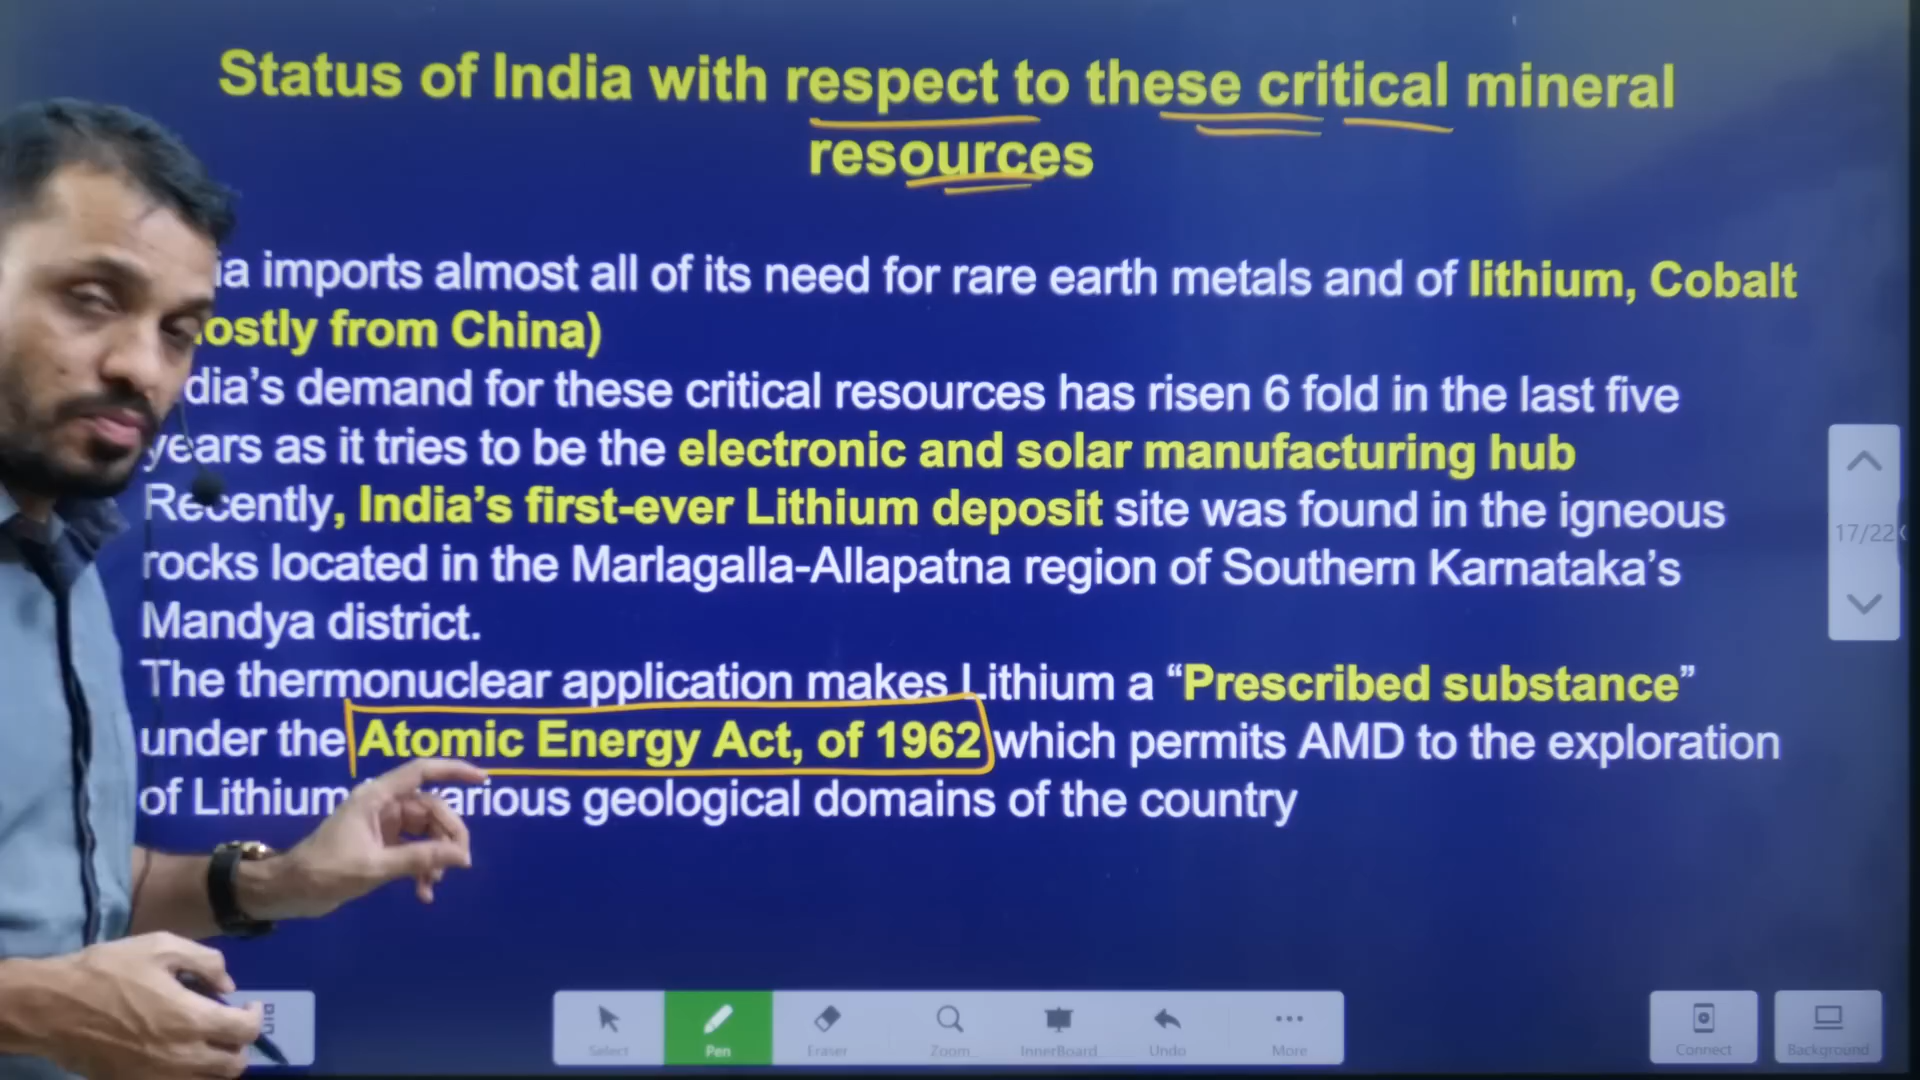 Status of India with respect to these critical mineral
resources
ia imports almost all of its need for rare earth metals and of lithium, Cobalt
ostly from China)
dia's demand for these critical resources has risen 6 fold in the last five
years as it tries to be the electronic and solar manufacturing hub
Recently, India's first-ever Lithium deposit site was found in the igneous
rocks located in the Marlagalla-Allapatna region of Southern Karnataka's
Mandya district.
The thermonuclear application makes Lithium a “Prescribed substance”
under the Atomic Energy Act, of 1962 which permits AMD to the exploration
of Lithium arious geological domains of the country
17/22
Select Pen Eraser Zoom InnerBoard Undo More Connect Background